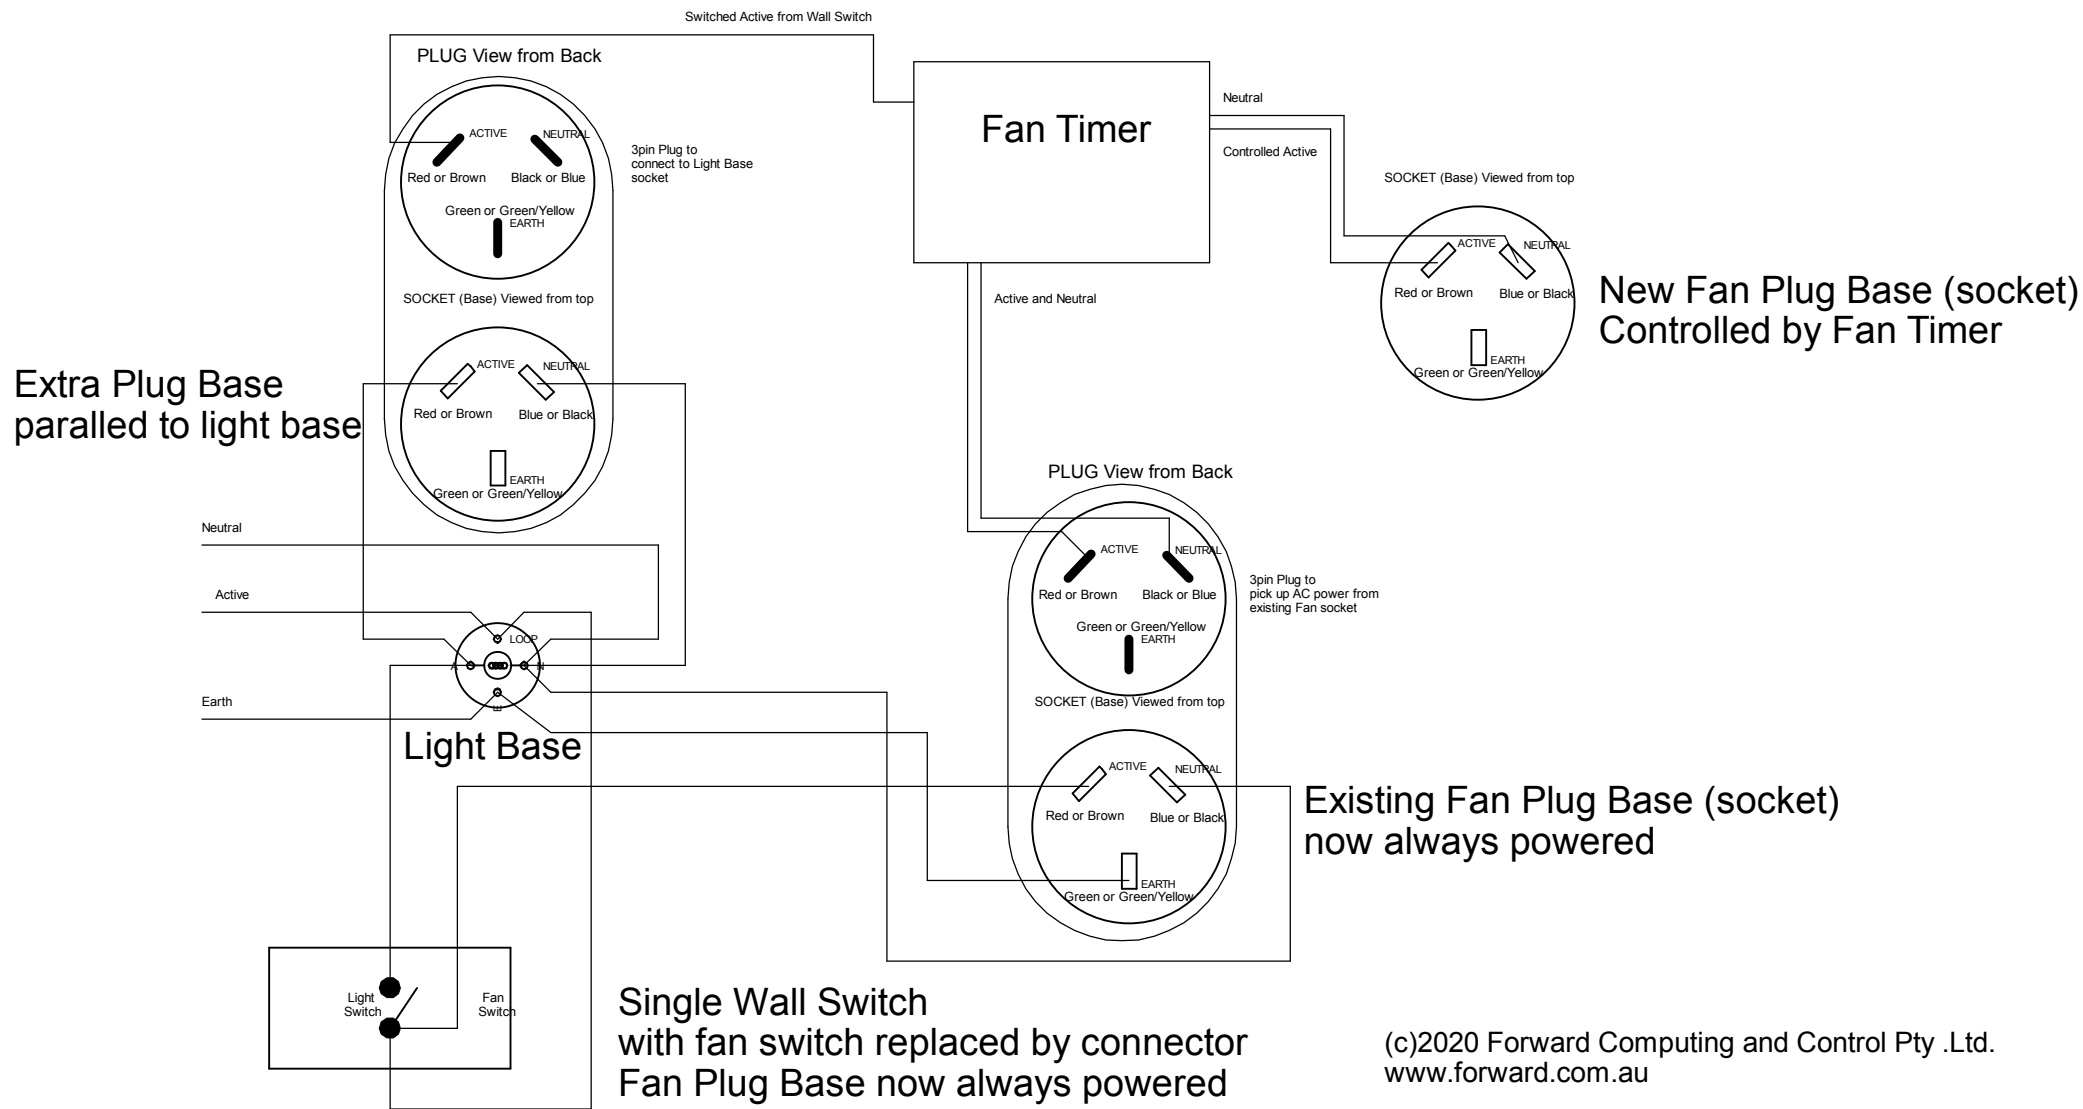 Switched Active from Wall Switch
PLUG View from Back
ACTIVE
NEUTRAL
Red or Brown
Black or Blue
Green or Green/Yellow
EARTH
3pin Plug to
connect to Light Base
socket
Fan Timer
Neutral
Controlled Active
SOCKET (Base) Viewed from top
ACTIVE
NEUTRAL
Red or Brown
Blue or Black
EARTH
Green or Green/Yellow
New Fan Plug Base (socket)
Controlled by Fan Timer
SOCKET (Base) Viewed from top
ACTIVE
NEUTRAL
Red or Brown
Blue or Black
EARTH
Green or Green/Yellow
Extra Plug Base
paralled to light base
Active and Neutral
PLUG View from Back
ACTIVE
NEUTRAL
Red or Brown
Black or Blue
Green or Green/Yellow
EARTH
3pin Plug to
pick up AC power from
existing Fan socket
Neutral
Active
Earth
LOOP
A
N
E
Light Base
SOCKET (Base) Viewed from top
ACTIVE
NEUTRAL
Red or Brown
Blue or Black
EARTH
Green or Green/Yellow
Existing Fan Plug Base (socket)
now always powered
Light
Switch
Fan
Switch
Single Wall Switch
with fan switch replaced by connector
Fan Plug Base now always powered
(c)2020 Forward Computing and Control Pty .Ltd.
www.forward.com.au